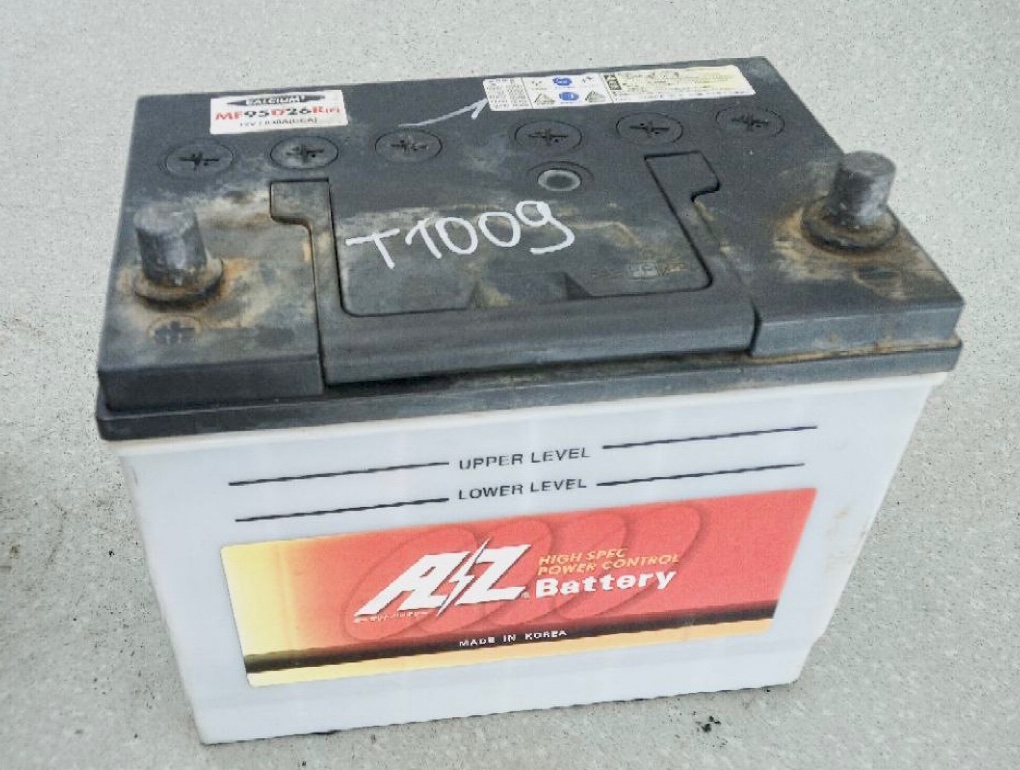 CALCIUM
MF95D26R(P)
T1009
UPPER LEVEL
LOWER LEVEL
A/Z
HIGH SPEC
POWER CONTROL
Battery
MADE IN KOREA